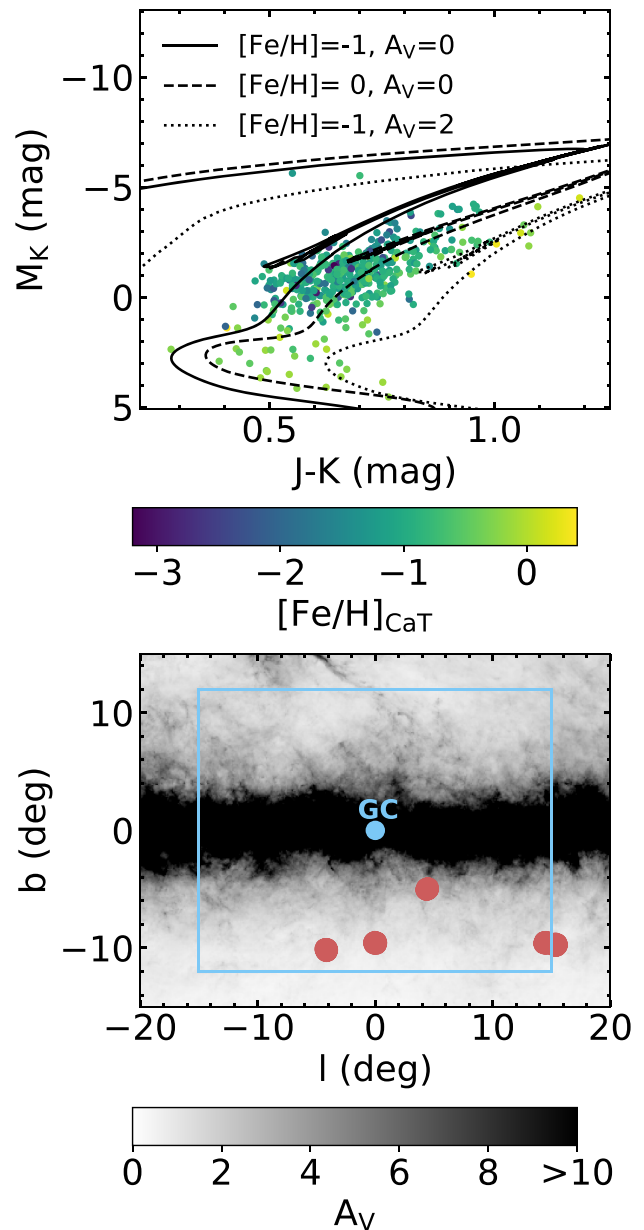 [Fe/H]=-1, A_V=0
[Fe/H]= 0, A_V=0
[Fe/H]=-1, A_V=2
−10
−5
0
5
M_K (mag)
0.5 1.0
J-K (mag)
−3 −2 −1 0
[Fe/H]_CaT
10
0
−10
b (deg)
GC
−20 −10 0 10 20
l (deg)
0 2 4 6 8 >10
A_V